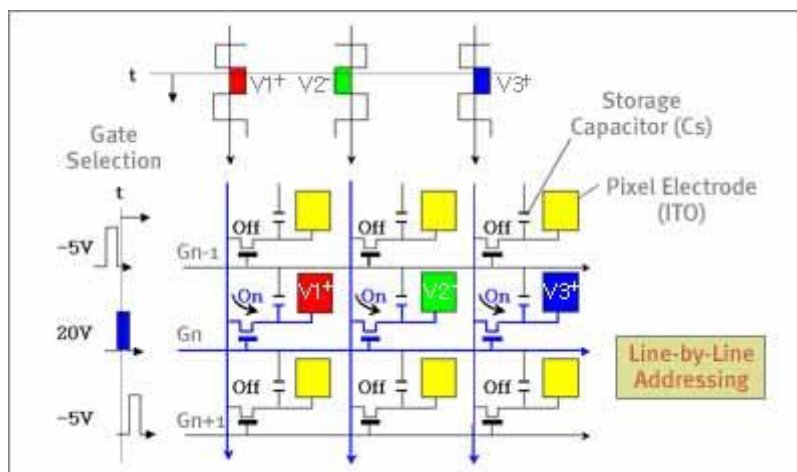 t
V1+
V2-
V3+
Storage
Capacitor (Cs)
Gate
Selection
t
Pixel Electrode
(ITO)
Off
Off
Off
-5V
Gn-1
On
V1+
On
V2-
On
V3+
20V
Gn
Line-by-Line
Addressing
Off
Off
Off
-5V
Gn+1